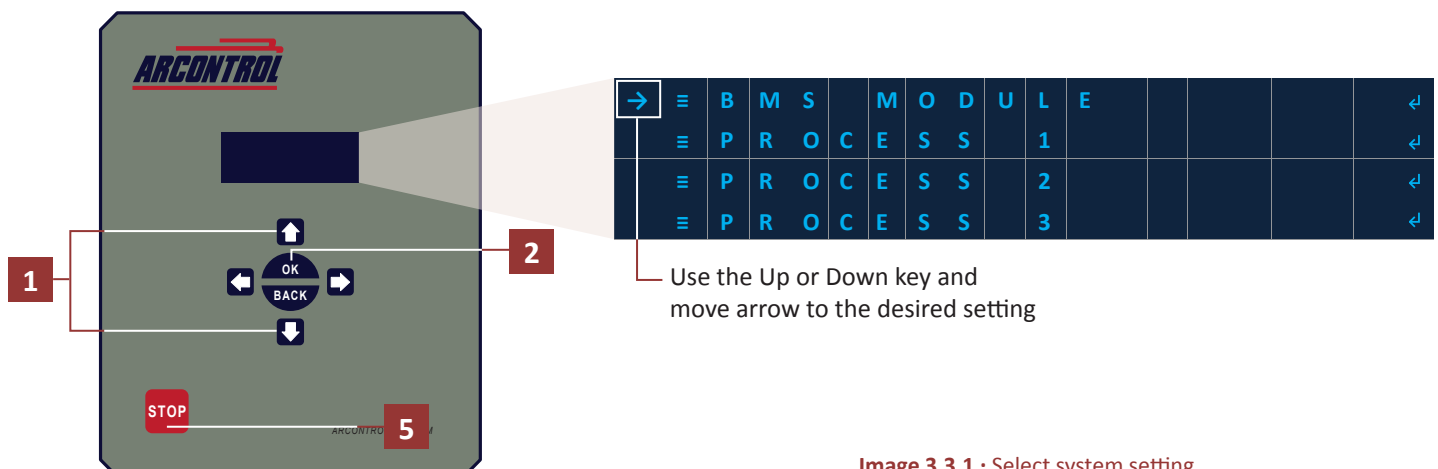 ARCONTROL
→ ≡ BMS MODULE ↲
≡ PROCESS 1 ↲
≡ PROCESS 2 ↲
≡ PROCESS 3 ↲
1
2
OK
BACK
Use the Up or Down key and
move arrow to the desired setting
STOP
5
Image 3.3.1 : Select system setting